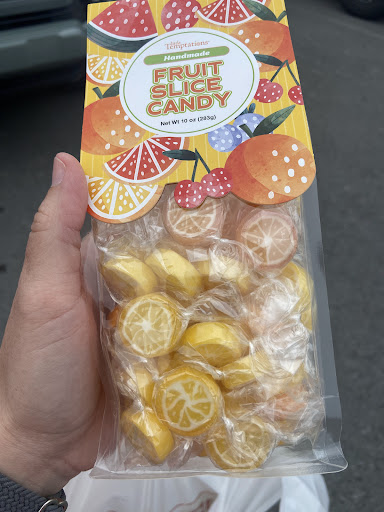 Temptations
Handmade
FRUIT
SLICE
CANDY
Net Wt 10 oz (283g)